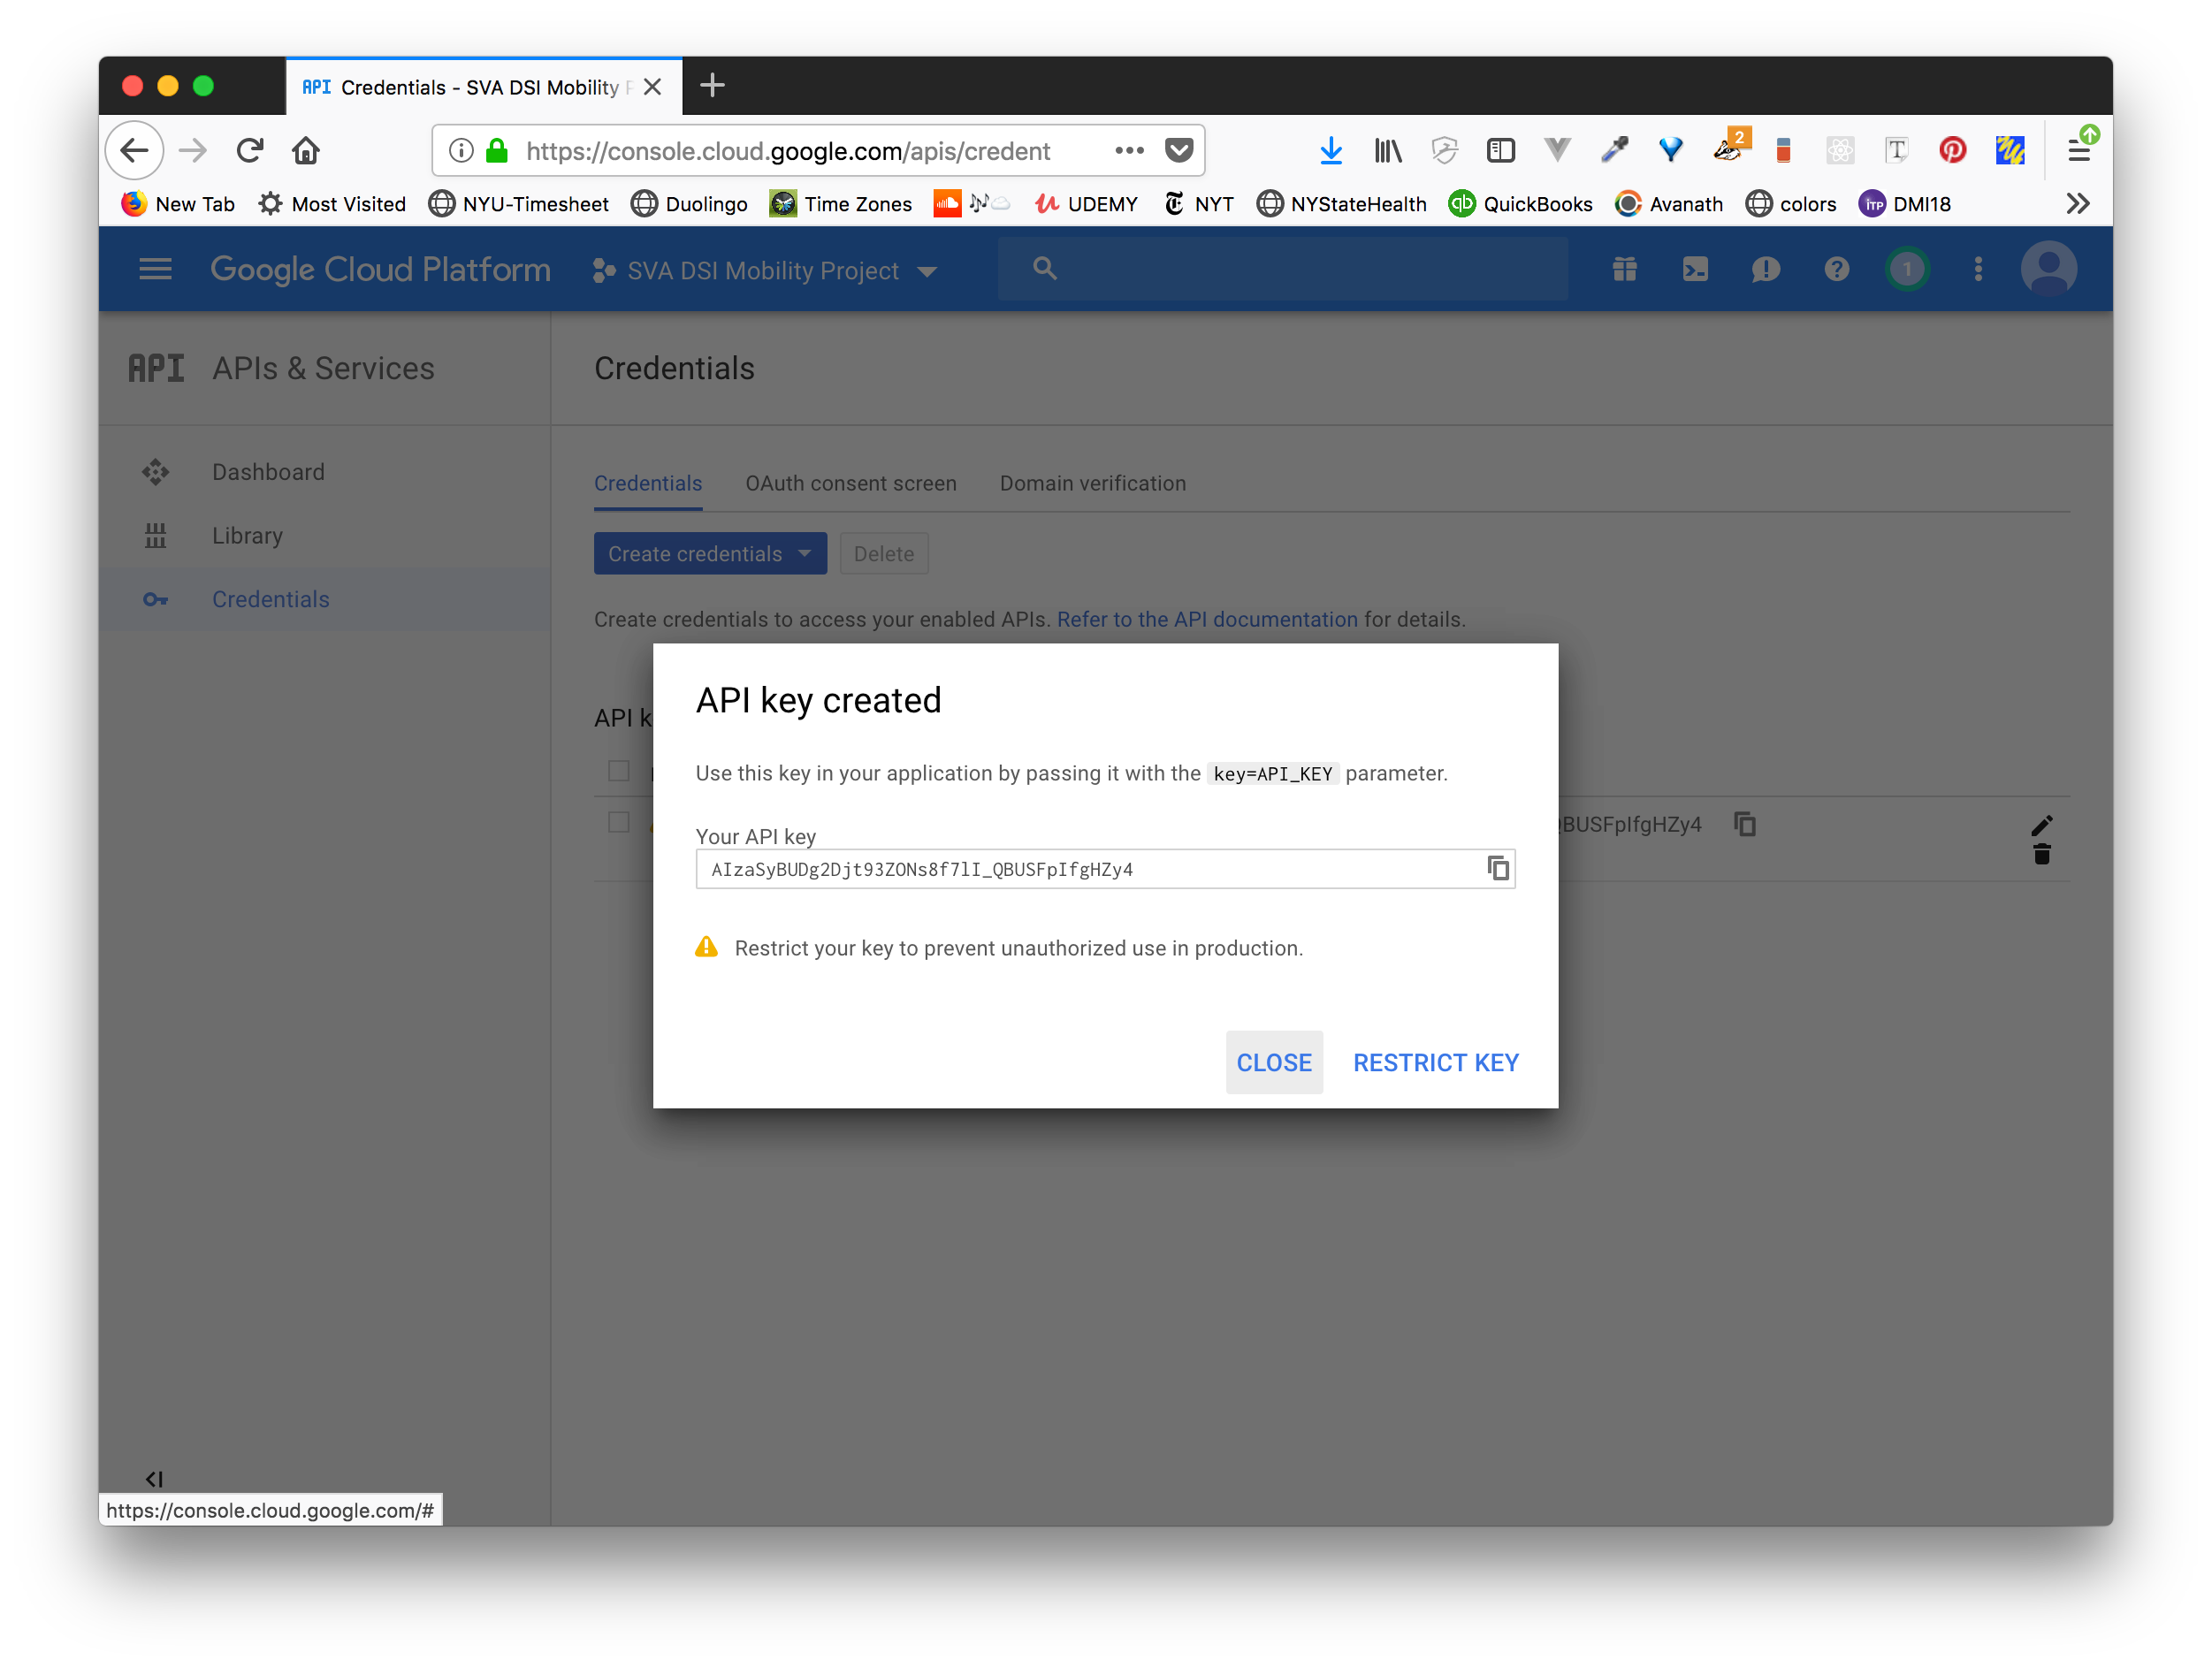 API Credentials - SVA DSI Mobility
https://console.cloud.google.com/apis/credent
2
New Tab Most Visited NYU-Timesheet Duolingo Time Zones UDEMY NYT NYStateHealth qb QuickBooks Avanath colors ITP DMI18
Google Cloud Platform SVA DSI Mobility Project 1
API APIs & Services
Credentials
Dashboard
Library
Credentials
Credentials OAuth consent screen Domain verification
Create credentials Delete
Create credentials to access your enabled APIs. Refer to the API documentation for details.
API k
BUSFpIfgHZy4
API key created
Use this key in your application by passing it with the key=API_KEY parameter.
Your API key
AIzaSyBUDg2Djt93ZONs8f7lI_QBUSFpIfgHZy4
Restrict your key to prevent unauthorized use in production.
CLOSE RESTRICT KEY
https://console.cloud.google.com/#